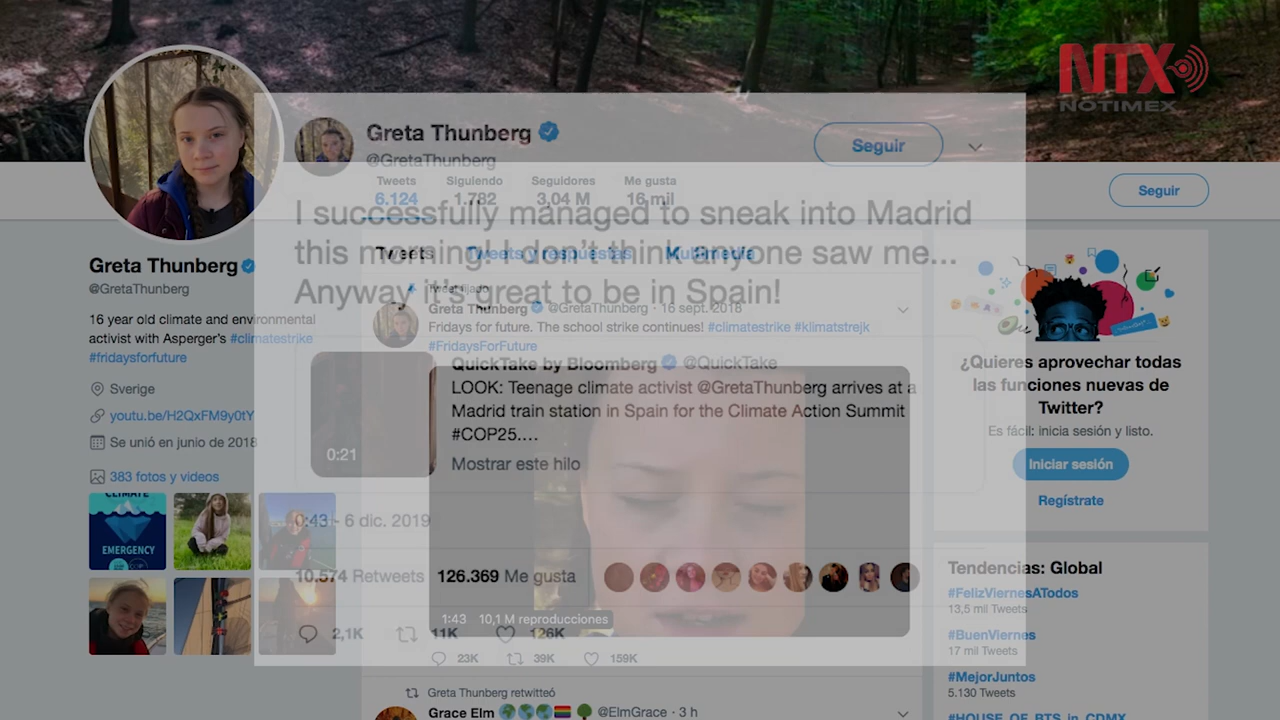 NTX
NOTIMEX
Greta Thunberg
@GretaThunberg
Seguir
Tweets Siguiendo Seguidores Me gusta
6.124 1.782 3,04 M 16 mil
Seguir
I successfully managed to sneak into Madrid
this morning! I don't think anyone saw me...
Anyway it's great to be in Spain!
Tweets Tweets y respuestas Multimedia
Tweet fijado
Greta Thunberg @GretaThunberg · 16 sept. 2018
Fridays for future. The school strike continues! #climatestrike #klimatstrejk
#FridaysForFuture
Greta Thunberg
@GretaThunberg
16 year old climate and environmental
activist with Asperger's #climatestrike
#fridaysforfuture
Sverige
youtu.be/H2QxFM9y0tY
Se unió en junio de 2018
383 fotos y videos
CLIMATE
EMERGENCY
QuickTake by Bloomberg @QuickTake
LOOK: Teenage climate activist @GretaThunberg arrives at a
Madrid train station in Spain for the Climate Action Summit
#COP25....
Mostrar este hilo
0:21
0:43 - 6 dic. 2019
10.574 Retweets 126.369 Me gusta
1:43 10,1 M reproducciones
2,1K 11K 126K
23K 39K 159K
Greta Thunberg retwitteó
Grace Elm @ElmGrace · 3 h
¿Quieres aprovechar todas
las funciones nuevas de
Twitter?
Es fácil: inicia sesión y listo.
Iniciar sesión
Regístrate
Tendencias: Global
#FelizViernesATodos
13,5 mil Tweets
#BuenViernes
17 mil Tweets
#MejorJuntos
5.130 Tweets
#HOUSE_OF_BTS_in_CDMX